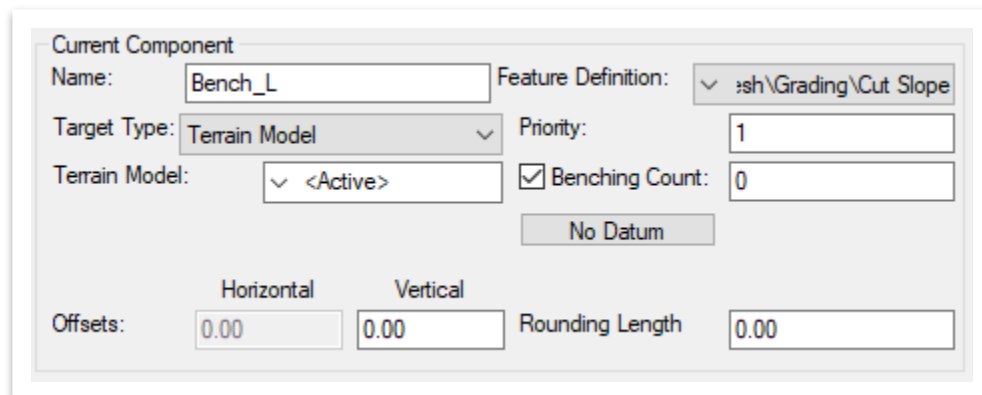 Current Component
Name: Bench_L Feature Definition: esh\Grading\Cut Slope
Target Type: Terrain Model Priority: 1
Terrain Model: <Active> Benching Count: 0
No Datum
Horizontal Vertical
Offsets: 0.00 0.00 Rounding Length 0.00